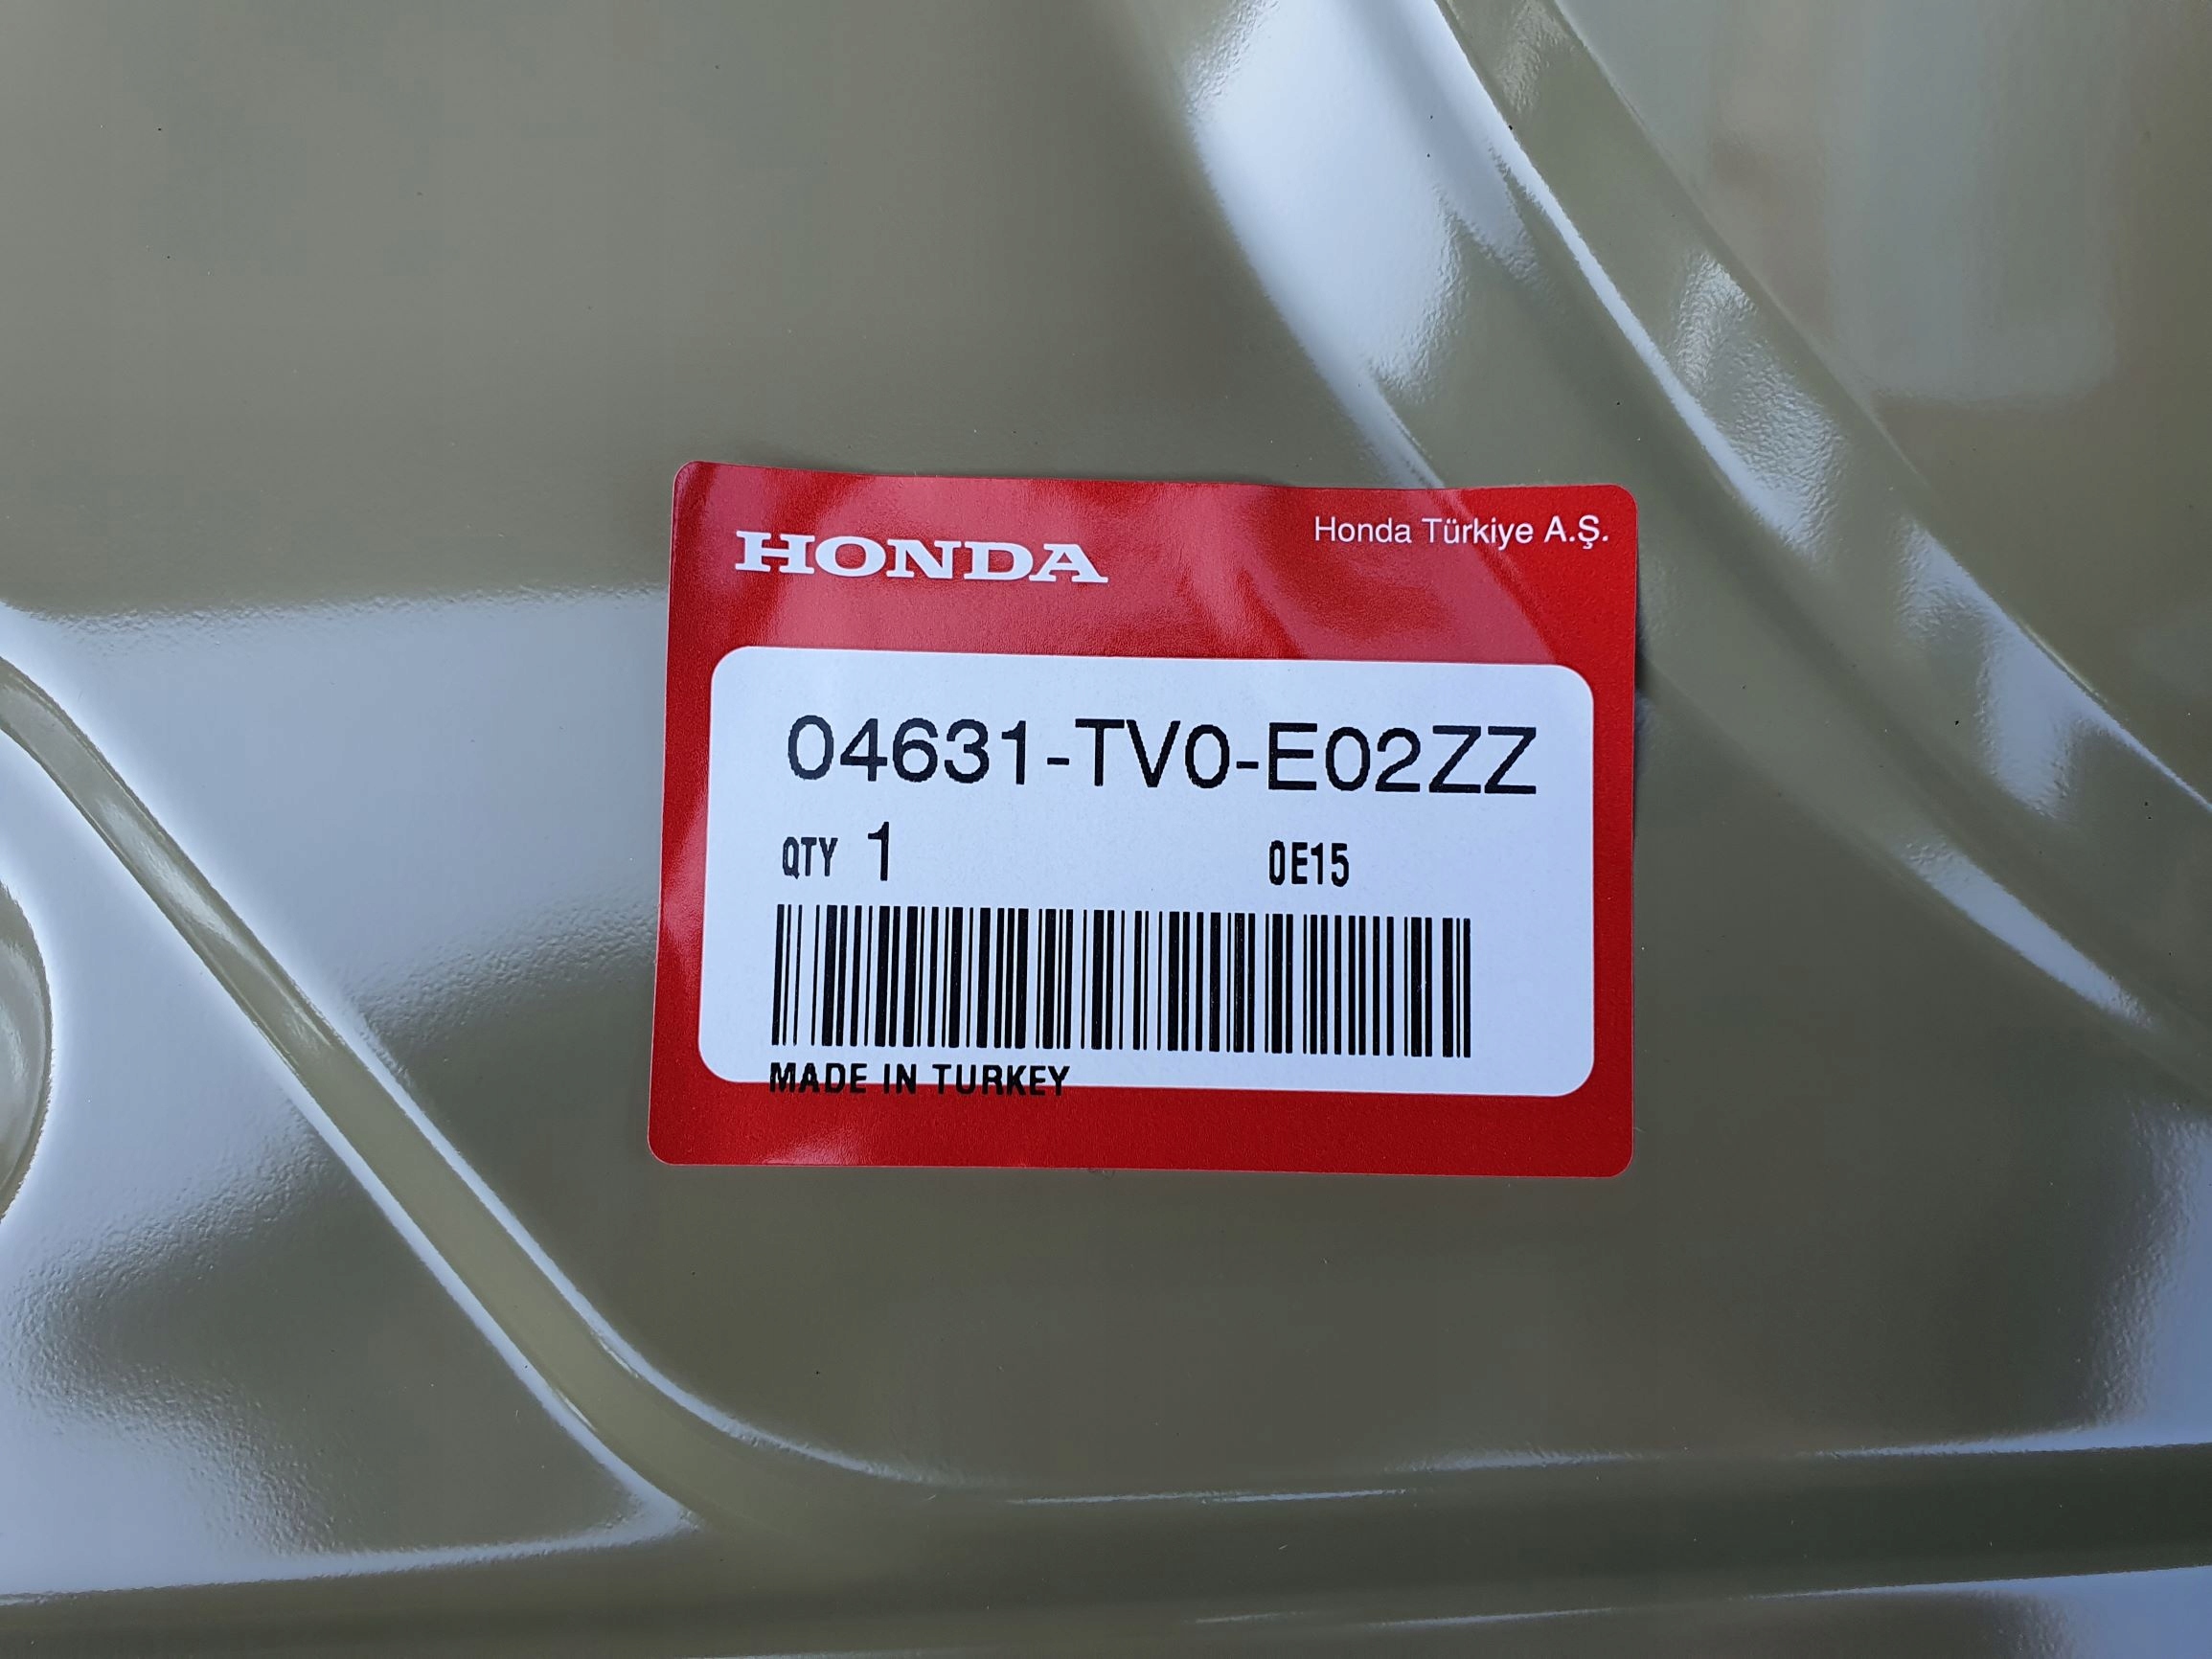 HONDA
Honda Türkiye A.Ş.
04631-TV0-E02ZZ
QTY 1 0E15
MADE IN TURKEY